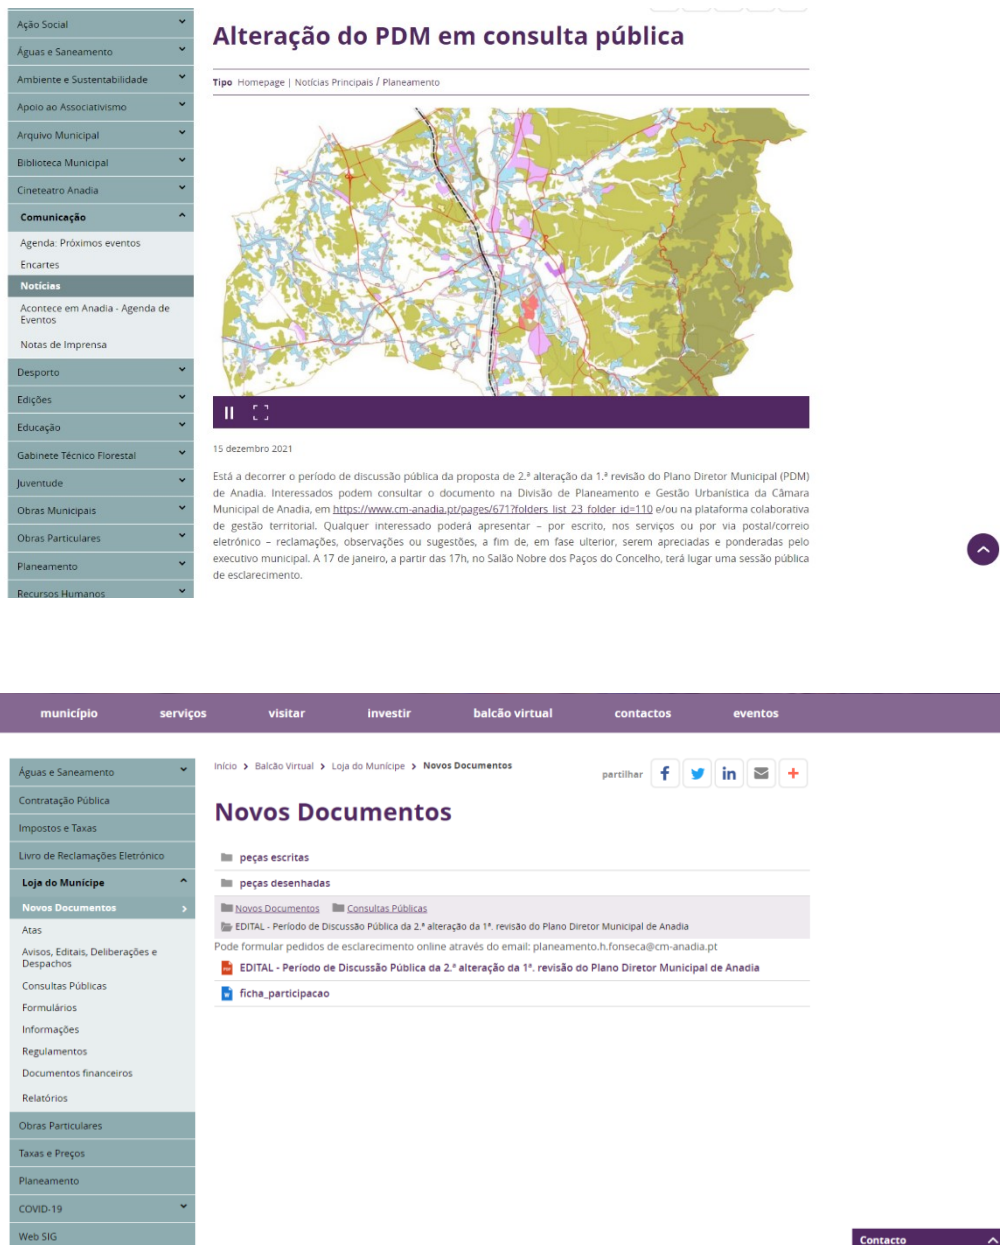 Ação Social
Águas e Saneamento
Ambiente e Sustentabilidade
Apoio ao Associativismo
Arquivo Municipal
Biblioteca Municipal
Cineteatro Anadia
Comunicação
Agenda: Próximos eventos
Encartes
Notícias
Acontece em Anadia - Agenda de
Eventos
Notas de Imprensa
Desporto
Edições
Educação
Gabinete Técnico Florestal
Juventude
Obras Municipais
Obras Particulares
Planeamento
Recursos Humanos
Alteração do PDM em consulta pública
Tipo Homepage | Notícias Principais / Planeamento
15 dezembro 2021
Está a decorrer o período de discussão pública da proposta de 2.ª alteração da 1.ª revisão do Plano Diretor Municipal (PDM)
de Anadia. Interessados podem consultar o documento na Divisão de Planeamento e Gestão Urbanística da Câmara
Municipal de Anadia, em https://www.cm-anadia.pt/pages/671?folders_list_23_folder_id=110 e/ou na plataforma colaborativa
de gestão territorial. Qualquer interessado poderá apresentar – por escrito, nos serviços ou por via postal/correio
eletrónico – reclamações, observações ou sugestões, a fim de, em fase ulterior, serem apreciadas e ponderadas pelo
executivo municipal. A 17 de janeiro, a partir das 17h, no Salão Nobre dos Paços do Concelho, terá lugar uma sessão pública
de esclarecimento.
município serviços visitar investir balcão virtual contactos eventos
Águas e Saneamento
Contratação Pública
Impostos e Taxas
Livro de Reclamações Eletrónico
Loja do Munícipe
Novos Documentos
Atas
Avisos, Editais, Deliberações e
Despachos
Consultas Públicas
Formulários
Informações
Regulamentos
Documentos financeiros
Relatórios
Obras Particulares
Taxas e Preços
Planeamento
COVID-19
Web SIG
Início > Balcão Virtual > Loja do Munícipe > Novos Documentos
partilhar
Novos Documentos
peças escritas
peças desenhadas
Novos Documentos Consultas Públicas
EDITAL - Período de Discussão Pública da 2.ª alteração da 1ª. revisão do Plano Diretor Municipal de Anadia
Pode formular pedidos de esclarecimento online através do email: planeamento.h.fonseca@cm-anadia.pt
EDITAL - Período de Discussão Pública da 2.ª alteração da 1ª. revisão do Plano Diretor Municipal de Anadia
ficha_participacao
Contacto